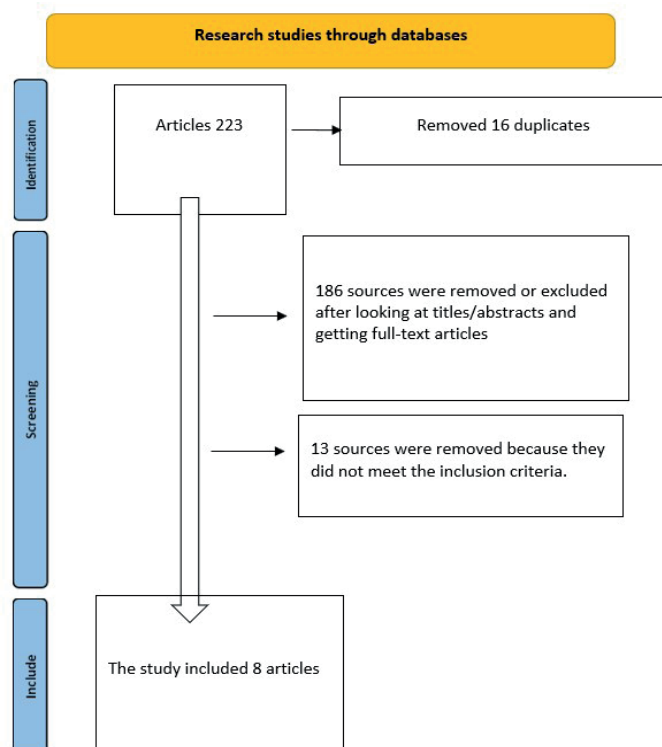 Research studies through databases
Identification
Articles 223
Removed 16 duplicates
Screening
186 sources were removed or excluded
after looking at titles/abstracts and
getting full-text articles
13 sources were removed because they
did not meet the inclusion criteria.
Include
The study included 8 articles